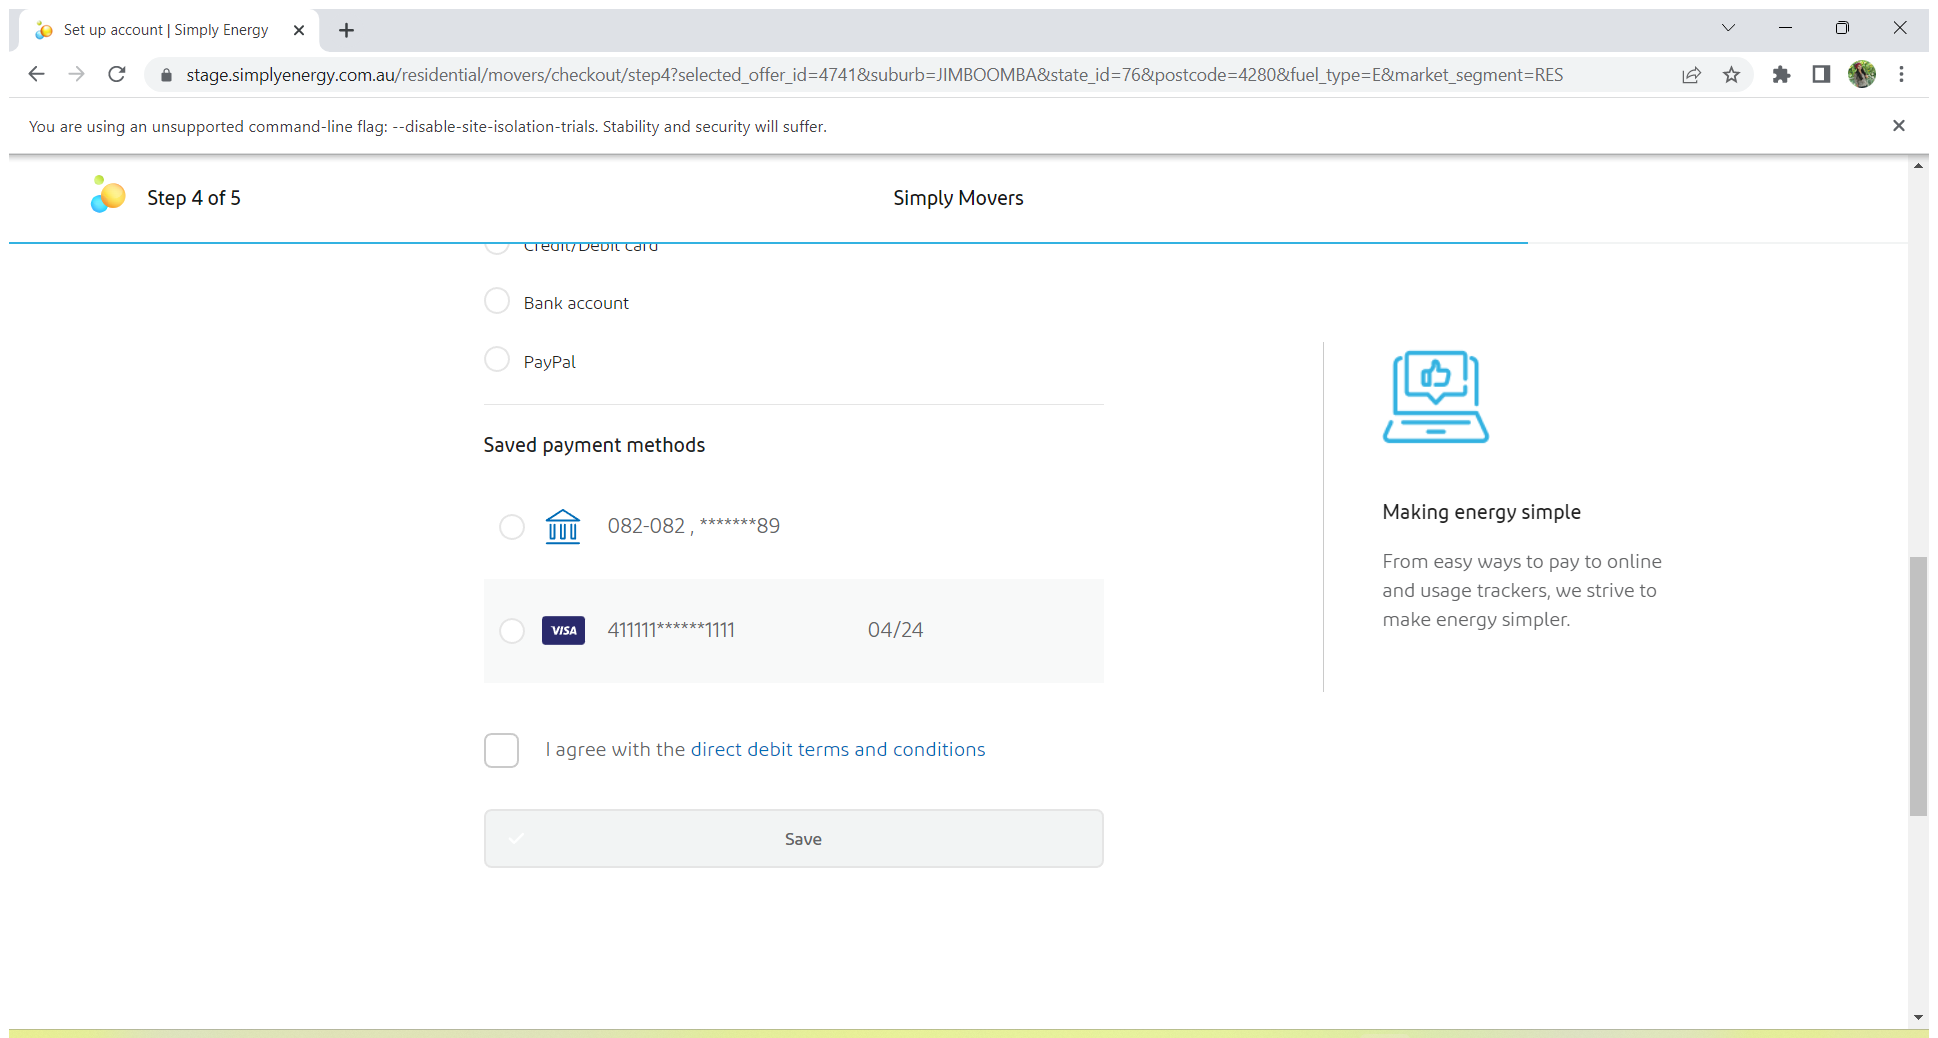 Set up account | Simply Energy
stage.simplyenergy.com.au/residential/movers/checkout/step4?selected_offer_id=4741&suburb=JIMBOOMBA&state_id=76&postcode=4280&fuel_type=E&market_segment=RES
You are using an unsupported command-line flag: --disable-site-isolation-trials. Stability and security will suffer.
Step 4 of 5
Simply Movers
Credit/Debit card
Bank account
PayPal
Saved payment methods
082-082 , *******89
VISA 411111******1111 04/24
I agree with the direct debit terms and conditions
Save
Making energy simple
From easy ways to pay to online
and usage trackers, we strive to
make energy simpler.